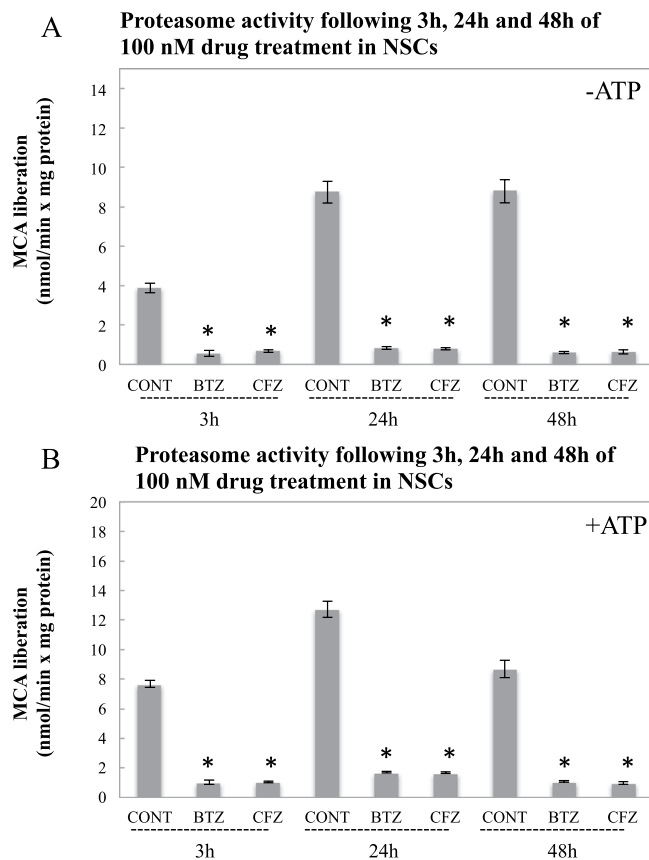 A
Proteasome activity following 3h, 24h and 48h of
100 nM drug treatment in NSCs
-ATP
MCA liberation
(nmol/min x mg protein)
14
12
10
8
6
4
2
0
* * * * * *
CONT BTZ CFZ CONT BTZ CFZ CONT BTZ CFZ
3h 24h 48h
B
Proteasome activity following 3h, 24h and 48h of
100 nM drug treatment in NSCs
+ATP
MCA liberation
(nmol/min x mg protein)
20
18
16
14
12
10
8
6
4
2
0
* * * * * *
CONT BTZ CFZ CONT BTZ CFZ CONT BTZ CFZ
3h 24h 48h